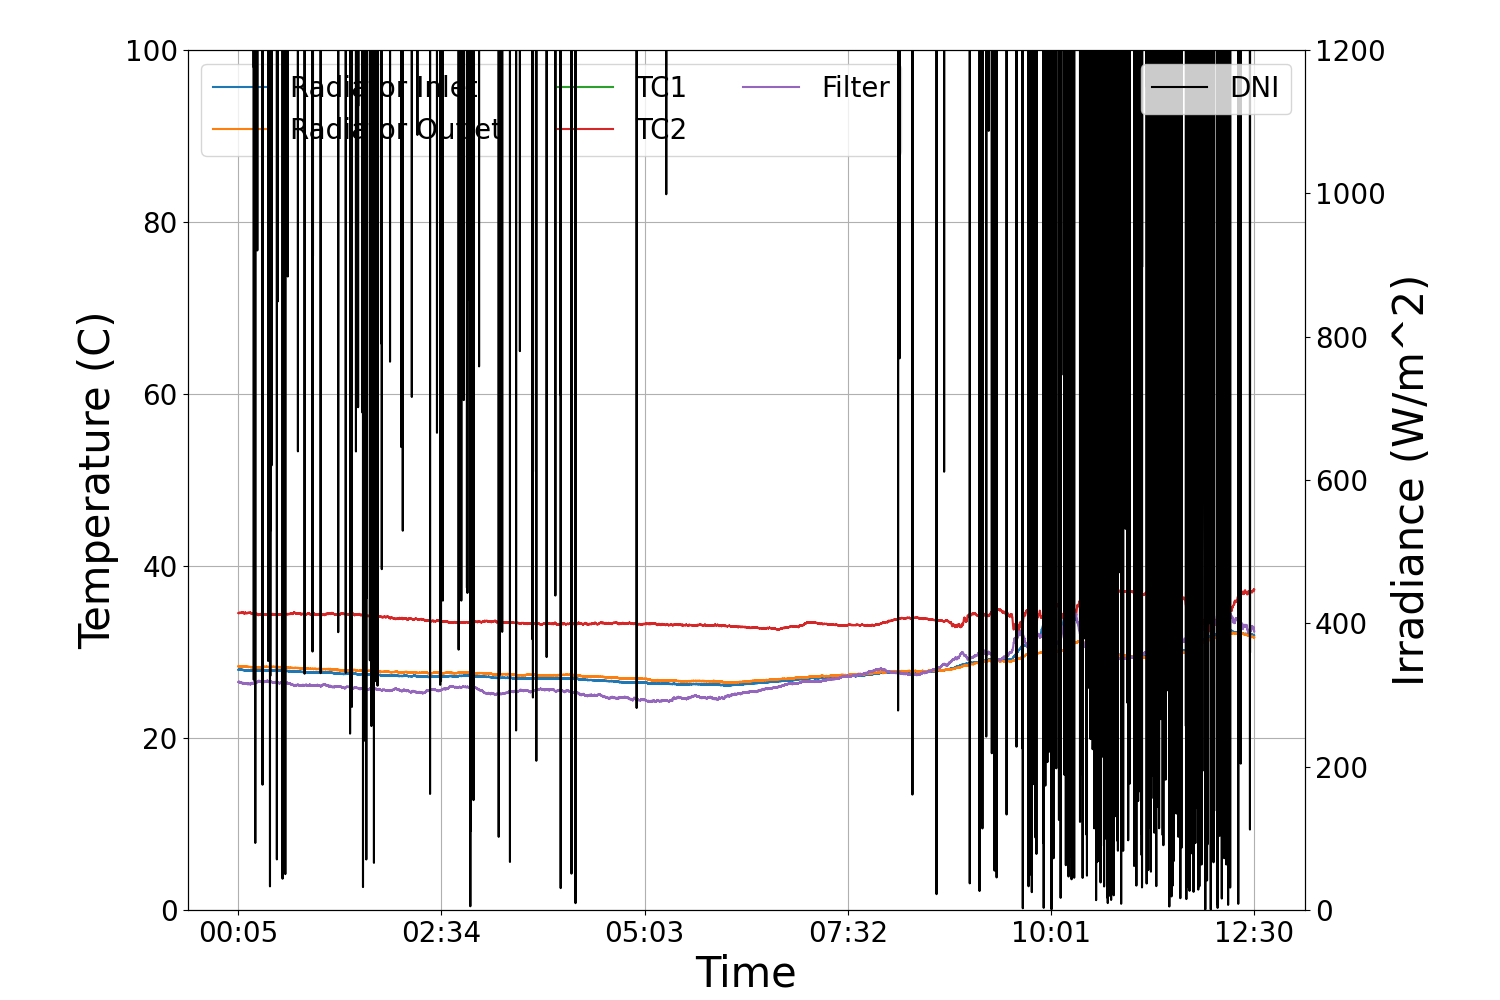 100
80
60
40
20
0
Temperature (C)
Radiator Inlet
Radiator Outlet
TC1
TC2
Filter
DNI
1200
1000
800
600
400
200
0
Irradiance (W/m^2)
00:05
02:34
05:03
07:32
10:01
12:30
Time